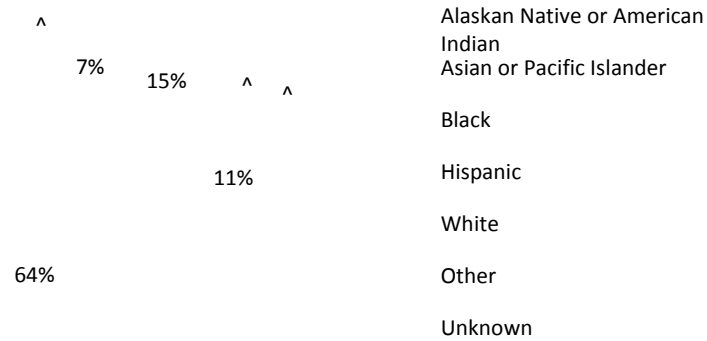 ^
Alaskan Native or American
Indian
7%
15%
^
^
Asian or Pacific Islander
Black
11%
Hispanic
White
64%
Other
Unknown